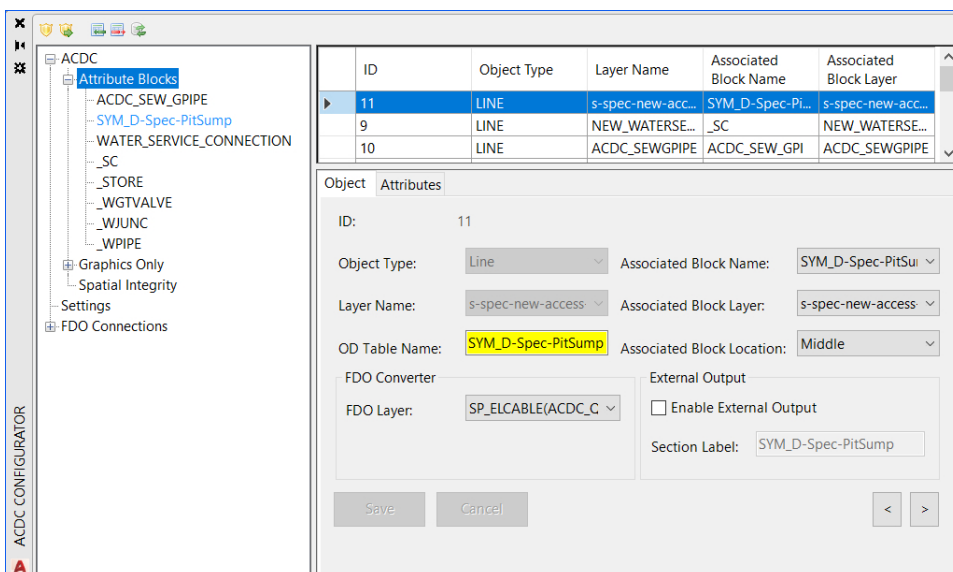 ACDC
Attribute Blocks
ACDC_SEW_GPIPE
SYM_D-Spec-PitSump
WATER_SERVICE_CONNECTION
_SC
_STORE
_WGTVALVE
_WJUNC
_WPIPE
Graphics Only
Spatial Integrity
Settings
FDO Connections
ACDC CONFIGURATOR
ID Object Type Layer Name Associated Block Name Associated Block Layer
11 LINE s-spec-new-acc... SYM_D-Spec-Pi... s-spec-new-acc...
9 LINE NEW_WATERSE... _SC NEW_WATERSE...
10 LINE ACDC_SEWGPIPE ACDC_SEW_GPI ACDC_SEWGPIPE
Object Attributes
ID: 11
Object Type: Line Associated Block Name: SYM_D-Spec-PitSu
Layer Name: s-spec-new-access- Associated Block Layer: s-spec-new-access-
OD Table Name: SYM_D-Spec-PitSump Associated Block Location: Middle
FDO Converter External Output
FDO Layer: SP_ELCABLE(ACDC_ Enable External Output
Section Label: SYM_D-Spec-PitSump
Save Cancel < >